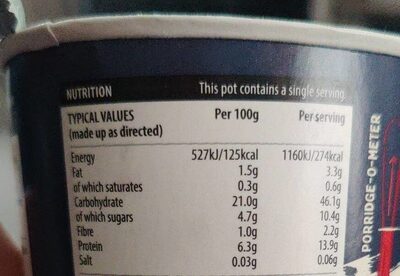 NUTRITION This pot contains a single serving.
TYPICAL VALUES Per 100g Per serving
(made up as directed)
Energy 527kJ/125kcal 1160kJ/274kcal
Fat 1.5g 3.3g
of which saturates 0.3g 0.6g
Carbohydrate 21.0g 46.1g
of which sugars 4.7g 10.4g
Fibre 1.0g 2.2g
Protein 6.3g 13.9g
Salt 0.03g 0.06g
PORRIDGE-O-METER